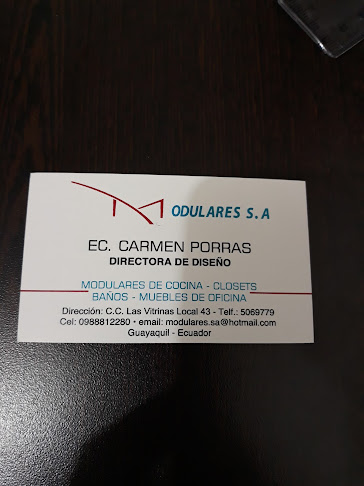 MODULARES S.A
EC. CARMEN PORRAS
DIRECTORA DE DISEÑO
MODULARES DE COCINA - CLOSETS
BAÑOS - MUEBLES DE OFICINA
Dirección: C.C. Las Vitrinas Local 43 - Telf.: 5069779
Cel: 0988812280 • email: modulares.sa@hotmail.com
Guayaquil - Ecuador